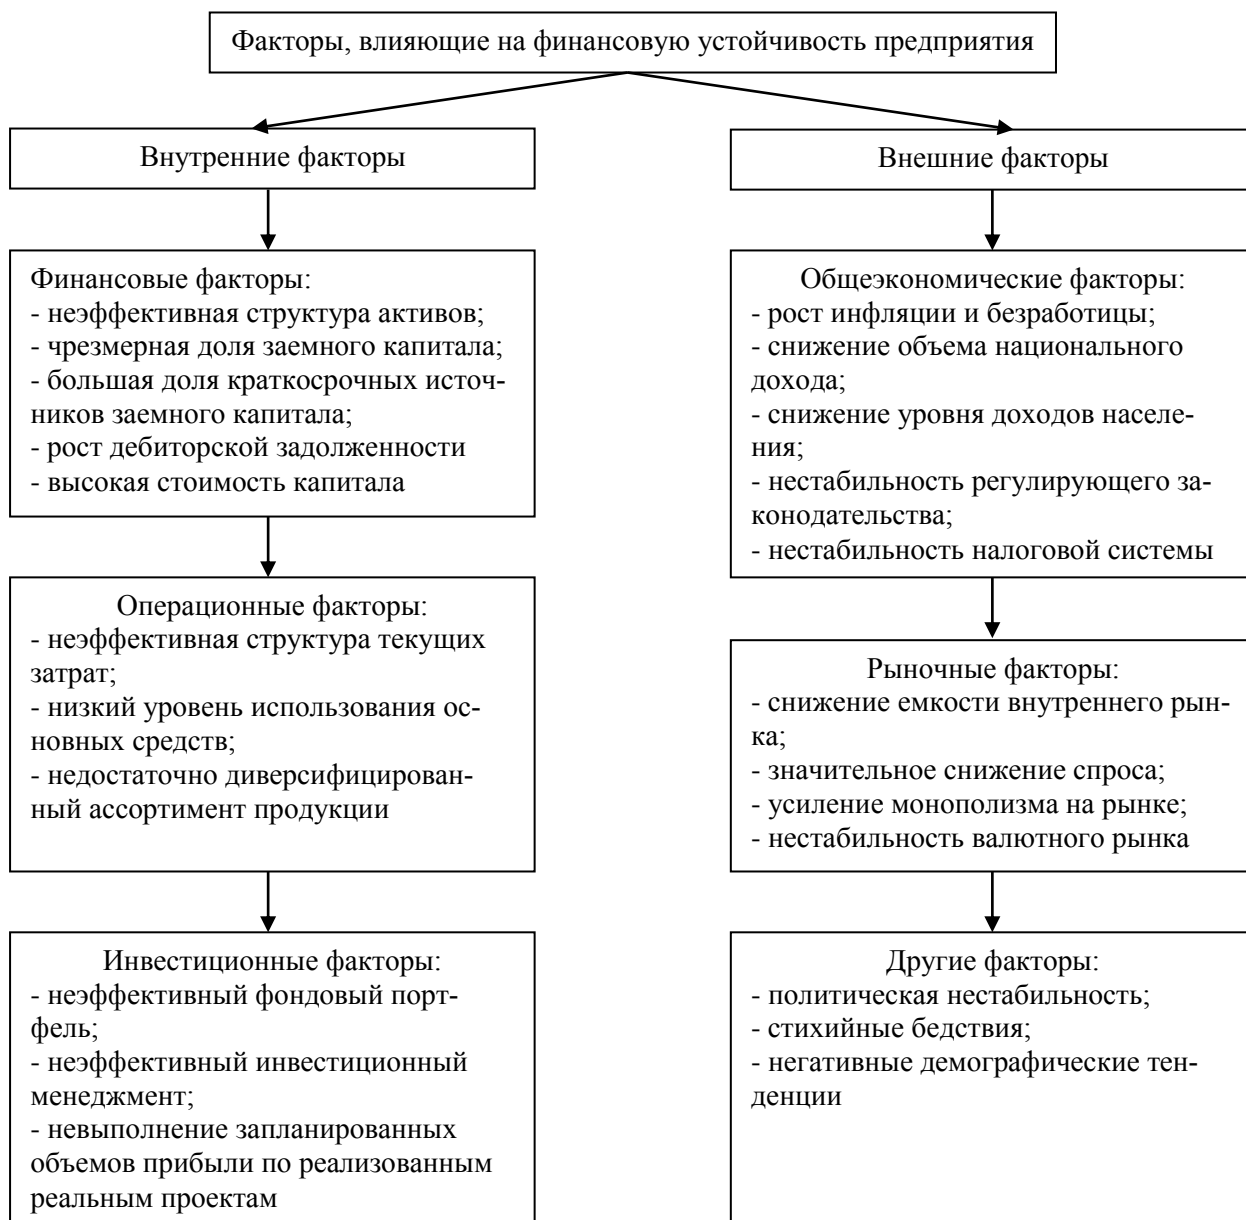 Факторы, влияющие на финансовую устойчивость предприятия
Внутренние факторы
Финансовые факторы:
- неэффективная структура активов;
- чрезмерная доля заемного капитала;
- большая доля краткосрочных источ-
ников заемного капитала;
- рост дебиторской задолженности
- высокая стоимость капитала
Операционные факторы:
- неэффективная структура текущих
затрат;
- низкий уровень использования ос-
новных средств;
- недостаточно диверсифицирован-
ный ассортимент продукции
Инвестиционные факторы:
- неэффективный фондовый порт-
фель;
- неэффективный инвестиционный
менеджмент;
- невыполнение запланированных
объемов прибыли по реализованным
реальным проектам
Внешние факторы
Общеэкономические факторы:
- рост инфляции и безработицы;
- снижение объема национального
дохода;
- снижение уровня доходов населе-
ния;
- нестабильность регулирующего за-
конодательства;
- нестабильность налоговой системы
Рыночные факторы:
- снижение емкости внутреннего рын-
ка;
- значительное снижение спроса;
- усиление монополизма на рынке;
- нестабильность валютного рынка
Другие факторы:
- политическая нестабильность;
- стихийные бедствия;
- негативные демографические тен-
денции